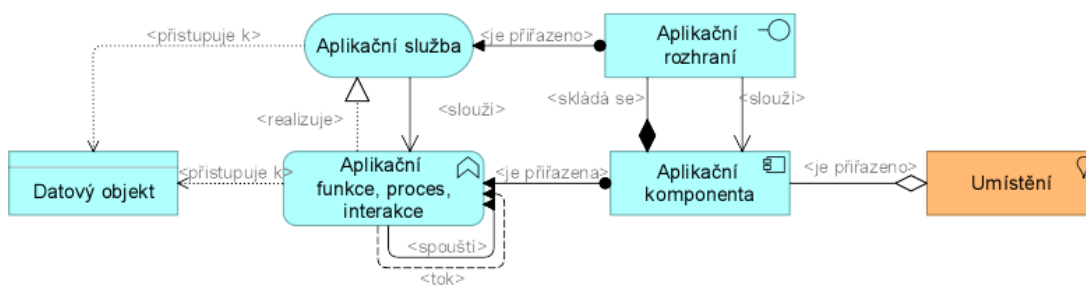 <přistupuje k>
Aplikační služba
<je přiřazeno>
Aplikační
rozhraní
<slouží>
<skládá se>
<slouží>
<realizuje>
Datový objekt
<přistupuje k>
Aplikační
funkce, proces,
interakce
<je přiřazena>
Aplikační
komponenta
<je přiřazeno>
Umístění
<spouští>
<tok>